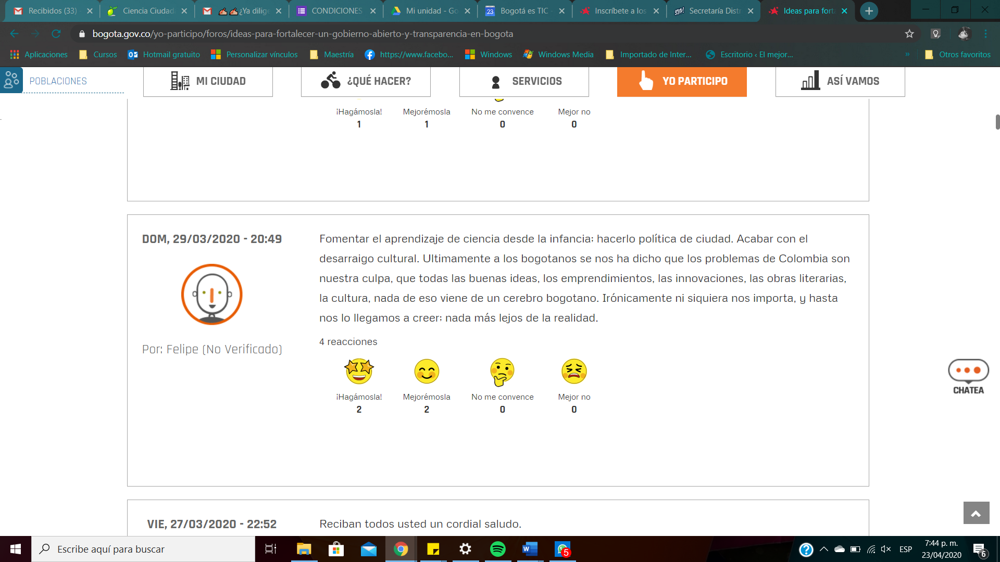 Recibidos (33)
Ciencia Ciudad
¿Ya dilige
CONDICIONES
Mi unidad - Go
Bogotá es TIC -
Inscríbete a los
Secretaría Distr
Ideas para forta
bogota.gov.co/yo-participo/foros/ideas-para-fortalecer-un-gobierno-abierto-y-transparencia-en-bogota
Aplicaciones
Cursos
Hotmail gratuito
Personalizar vínculos
Maestría
https://www.facebo...
Windows
Windows Media
Importado de Inter...
Escritorio ‹ El mejor...
»
Otros favoritos
POBLACIONES
MI CIUDAD
¿QUÉ HACER?
SERVICIOS
YO PARTICIPO
ASÍ VAMOS
¡Hagámosla! Mejorémosla No me convence Mejor no
1 1 0 0
DOM, 29/03/2020 - 20:49
Por: Felipe (No Verificado)
Fomentar el aprendizaje de ciencia desde la infancia; hacerlo política de ciudad. Acabar con el
desarraigo cultural. Ultimamente a los bogotanos se nos ha dicho que los problemas de Colombia son
nuestra culpa, que todas las buenas ideas, los emprendimientos, las innovaciones, las obras literarias,
la cultura, nada de eso viene de un cerebro bogotano. Irónicamente ni siquiera nos importa, y hasta
nos lo llegamos a creer; nada más lejos de la realidad.
4 reacciones
¡Hagámosla! Mejorémosla No me convence Mejor no
2 2 0 0
CHATEA
VIE, 27/03/2020 - 22:52
Reciban todos usted un cordial saludo.
Escribe aquí para buscar
5
ESP
7:44 p. m.
23/04/2020
6